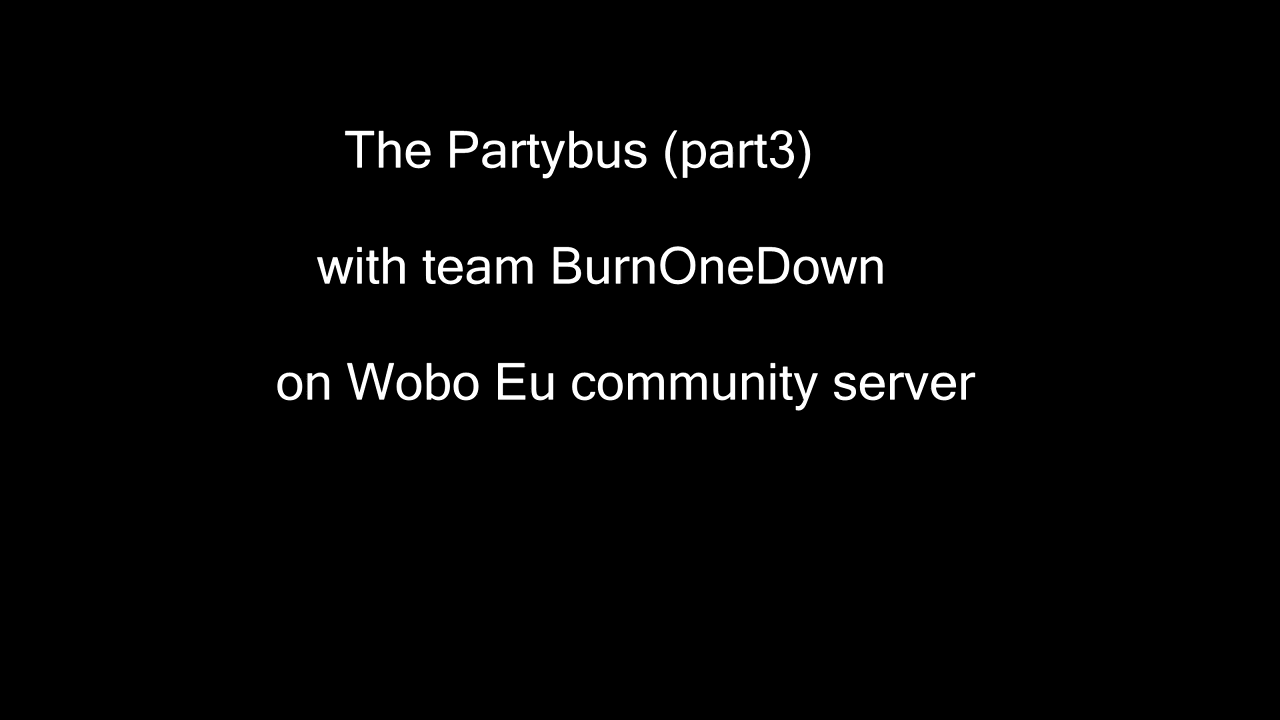 The Partybus (part3)
with team BurnOneDown
on Wobo Eu community server